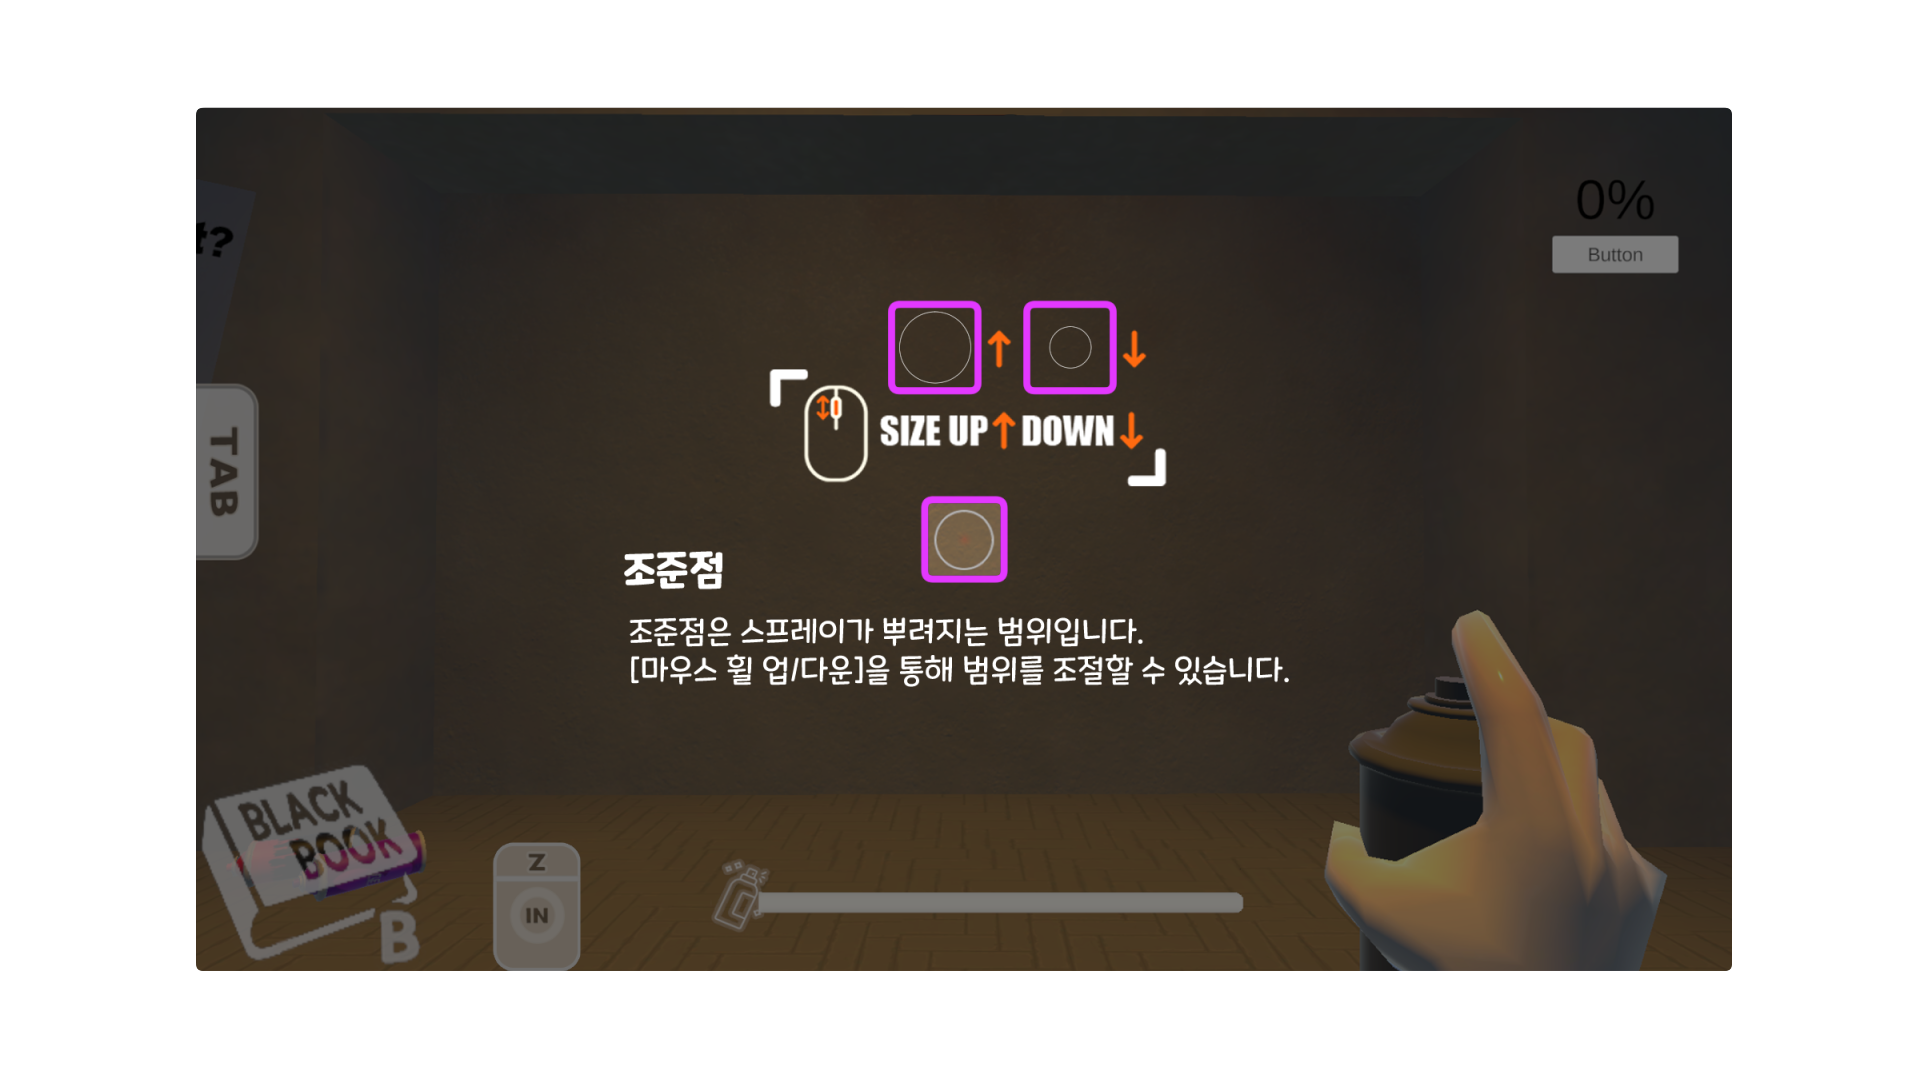 0%
t?
Button
SIZE UP↑DOWN↓
TAB
조준점
조준점은 스프레이가 뿌려지는 범위입니다.
[마우스 휠 업/다운]을 통해 범위를 조절할 수 있습니다.
BLACK
BOOK
B
Z
IN